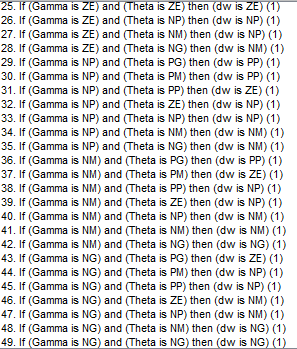 25. If (Gamma is ZE) and (Theta is ZE) then (dw is ZE) (1)
26. If (Gamma is ZE) and (Theta is NP) then (dw is NP) (1)
27. If (Gamma is ZE) and (Theta is NM) then (dw is NP) (1)
28. If (Gamma is ZE) and (Theta is NG) then (dw is NM) (1)
29. If (Gamma is NP) and (Theta is PG) then (dw is PP) (1)
30. If (Gamma is NP) and (Theta is PM) then (dw is PP) (1)
31. If (Gamma is NP) and (Theta is PP) then (dw is ZE) (1)
32. If (Gamma is NP) and (Theta is ZE) then (dw is NP) (1)
33. If (Gamma is NP) and (Theta is NP) then (dw is NP) (1)
34. If (Gamma is NP) and (Theta is NM) then (dw is NM) (1)
35. If (Gamma is NP) and (Theta is NG) then (dw is NM) (1)
36. If (Gamma is NM) and (Theta is PG) then (dw is PP) (1)
37. If (Gamma is NM) and (Theta is PM) then (dw is ZE) (1)
38. If (Gamma is NM) and (Theta is PP) then (dw is NP) (1)
39. If (Gamma is NM) and (Theta is ZE) then (dw is NP) (1)
40. If (Gamma is NM) and (Theta is NP) then (dw is NM) (1)
41. If (Gamma is NM) and (Theta is NM) then (dw is NM) (1)
42. If (Gamma is NM) and (Theta is NG) then (dw is NG) (1)
43. If (Gamma is NG) and (Theta is PG) then (dw is ZE) (1)
44. If (Gamma is NG) and (Theta is PM) then (dw is NP) (1)
45. If (Gamma is NG) and (Theta is PP) then (dw is NP) (1)
46. If (Gamma is NG) and (Theta is ZE) then (dw is NM) (1)
47. If (Gamma is NG) and (Theta is NP) then (dw is NM) (1)
48. If (Gamma is NG) and (Theta is NM) then (dw is NG) (1)
49. If (Gamma is NG) and (Theta is NG) then (dw is NG) (1)